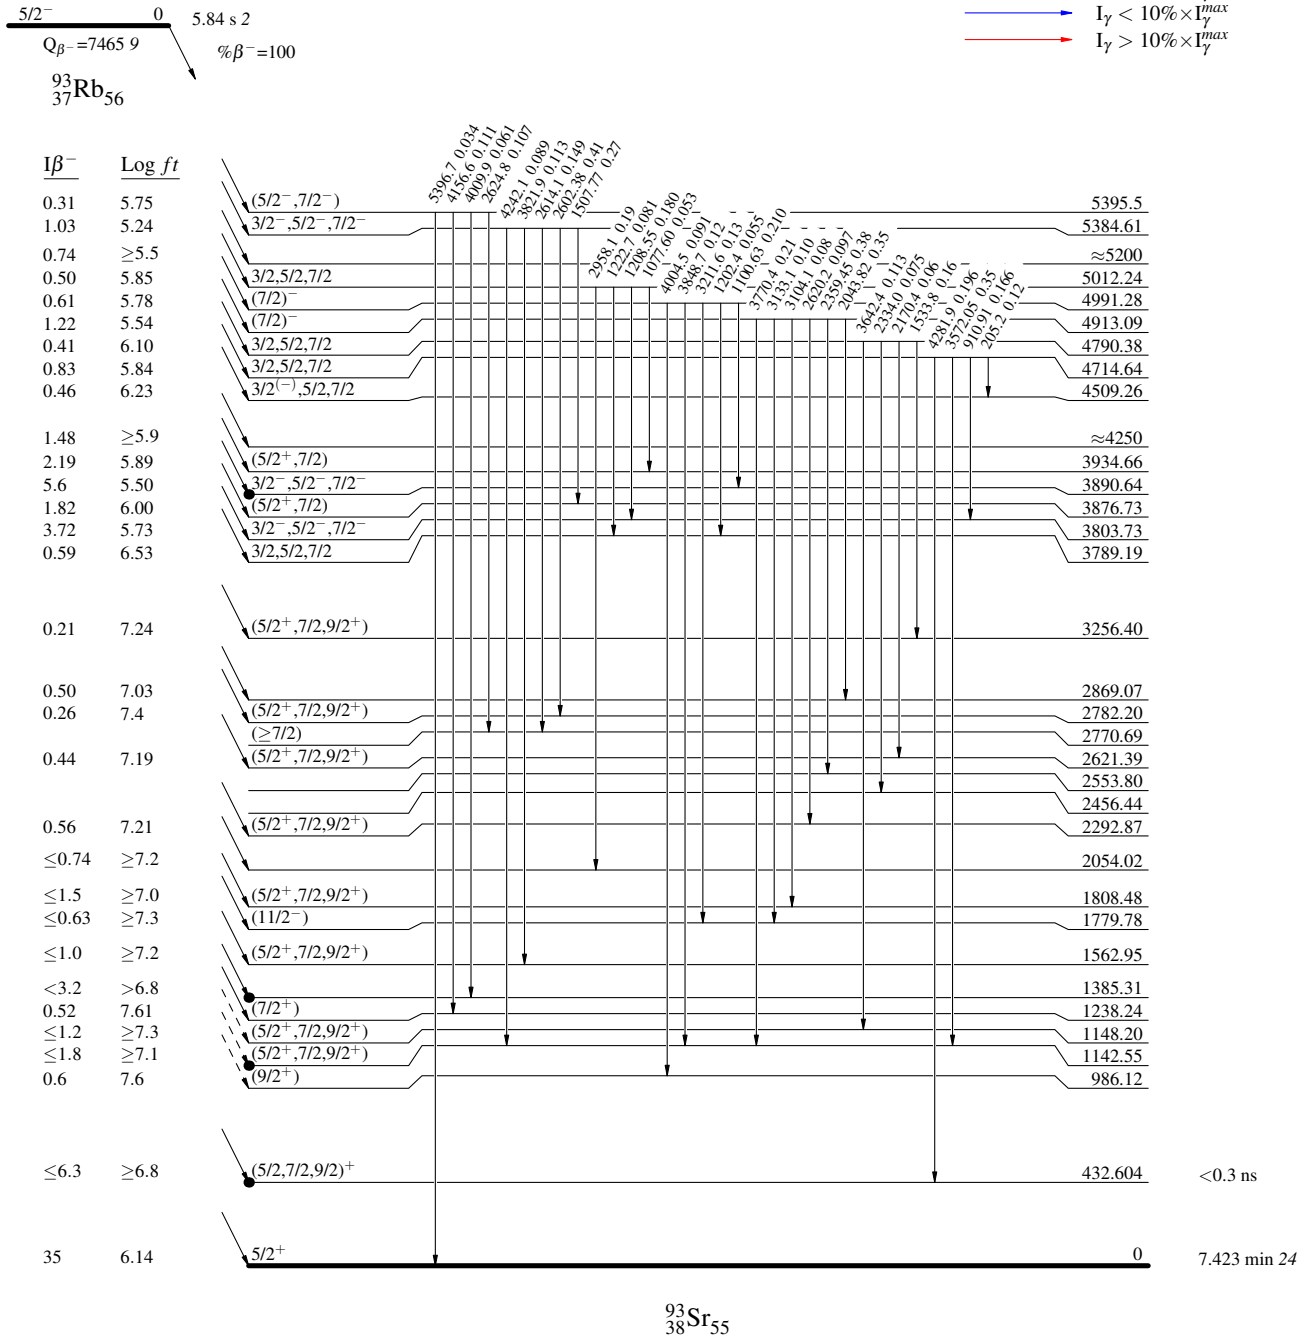 5/2− 0 5.84 s 2
Qβ−=7465 9
%β−=100
93 37 Rb 56
Iγ < 10%×Iγ max
Iγ > 10%×Iγ max
Iβ− Log ft
5396.7 0.034
4156.6 0.111
4009.9 0.061
2624.8 0.107
4242.1 0.089
3821.9 0.113
2614.1 0.149
2602.38 0.41
1507.77 0.27
2958.1 0.19
1222.7 0.081
1208.55 0.180
1077.60 0.053
4004.5 0.091
3848.7 0.12
3211.6 0.13
1202.4 0.055
1100.63 0.210
3770.4 0.21
3133.1 0.10
3104.1 0.08
2620.2 0.097
2359.45 0.38
2043.82 0.35
3642.4 0.113
2334.0 0.075
2170.4 0.06
1533.8 0.16
4281.9 0.196
3572.05 0.35
910.91 0.166
205.2 0.12
0.31 5.75 (5/2−,7/2−) 5395.5
1.03 5.24 3/2−,5/2−,7/2− 5384.61
0.74 ≥5.5 ≈5200
0.50 5.85 3/2,5/2,7/2 5012.24
0.61 5.78 (7/2)− 4991.28
1.22 5.54 (7/2)− 4913.09
0.41 6.10 3/2,5/2,7/2 4790.38
0.83 5.84 3/2,5/2,7/2 4714.64
0.46 6.23 3/2(−),5/2,7/2 4509.26
1.48 ≥5.9 ≈4250
2.19 5.89 (5/2+,7/2) 3934.66
5.6 5.50 3/2−,5/2−,7/2− 3890.64
1.82 6.00 (5/2+,7/2) 3876.73
3.72 5.73 3/2−,5/2−,7/2− 3803.73
0.59 6.53 3/2,5/2,7/2 3789.19
0.21 7.24 (5/2+,7/2,9/2+) 3256.40
0.50 7.03 2869.07
0.26 7.4 (5/2+,7/2,9/2+) 2782.20
(≥7/2) 2770.69
0.44 7.19 (5/2+,7/2,9/2+) 2621.39
2553.80
2456.44
0.56 7.21 (5/2+,7/2,9/2+) 2292.87
≤0.74 ≥7.2 2054.02
≤1.5 ≥7.0 (5/2+,7/2,9/2+) 1808.48
≤0.63 ≥7.3 (11/2−) 1779.78
≤1.0 ≥7.2 (5/2+,7/2,9/2+) 1562.95
<3.2 >6.8 1385.31
0.52 7.61 (7/2+) 1238.24
≤1.2 ≥7.3 (5/2+,7/2,9/2+) 1148.20
≤1.8 ≥7.1 (5/2+,7/2,9/2+) 1142.55
0.6 7.6 (9/2+) 986.12
≤6.3 ≥6.8 (5/2,7/2,9/2)+ 432.604 <0.3 ns
35 6.14 5/2+ 0 7.423 min 24
93 38 Sr 55